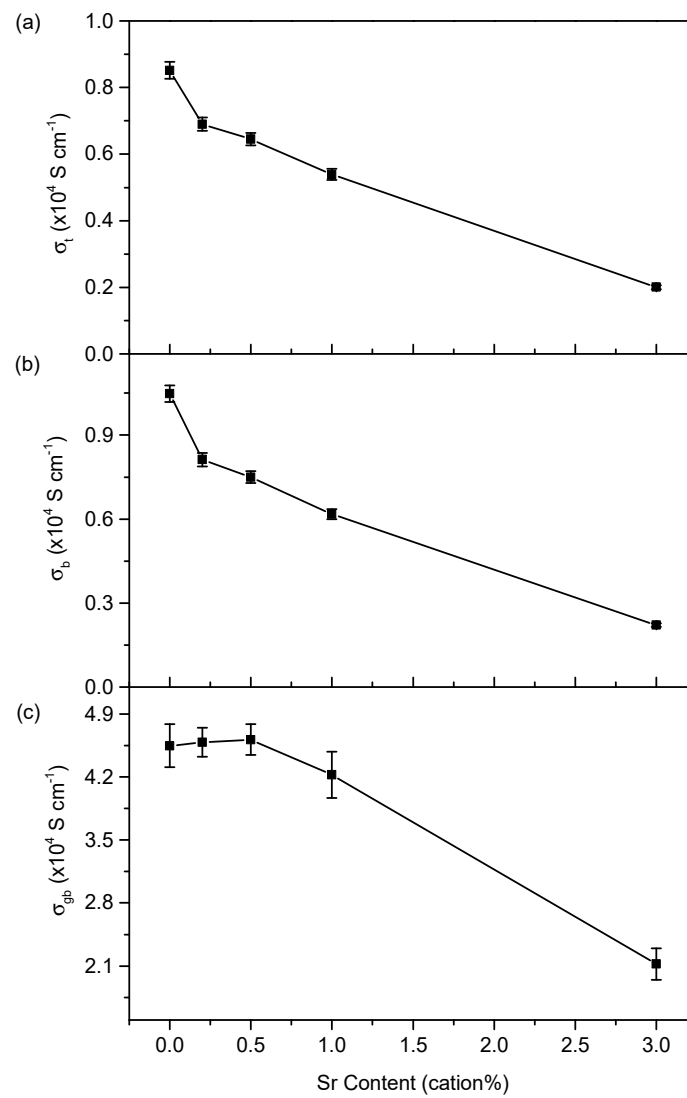 (a)
1.0
0.8
0.6
0.4
0.2
0.0
σt (x10⁴ S cm⁻¹)
(b)
0.9
0.6
0.3
0.0
σb (x10⁴ S cm⁻¹)
(c)
4.9
4.2
3.5
2.8
2.1
σgb (x10⁴ S cm⁻¹)
0.0 0.5 1.0 1.5 2.0 2.5 3.0
Sr Content (cation%)